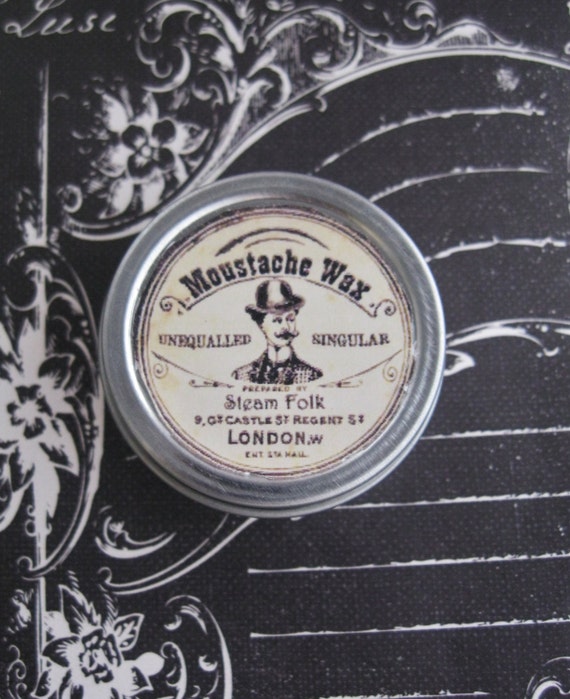 Luse
Moustache Wax
UNEQUALLED SINGULAR
PREPARED BY
Steam Folk
9, GT CASTLE ST REGENT ST
LONDON, W
ENT. STA. HALL.